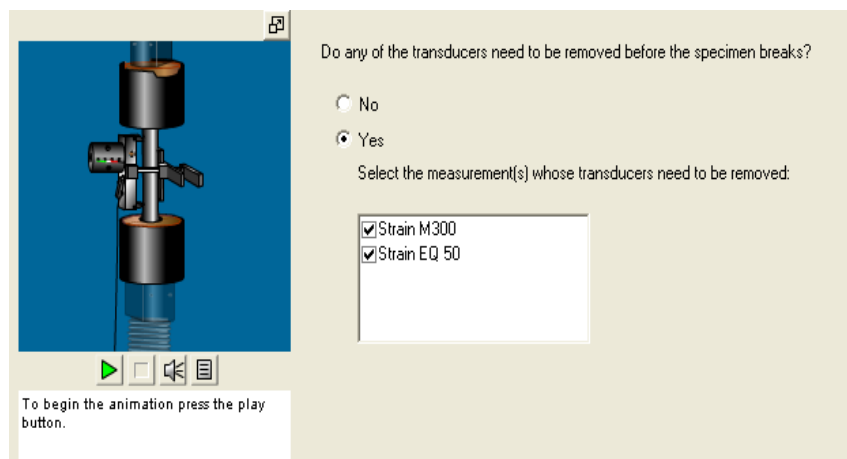 Do any of the transducers need to be removed before the specimen breaks?
No
Yes
Select the measurement(s) whose transducers need to be removed:
Strain M300
Strain EQ 50
To begin the animation press the play
button.